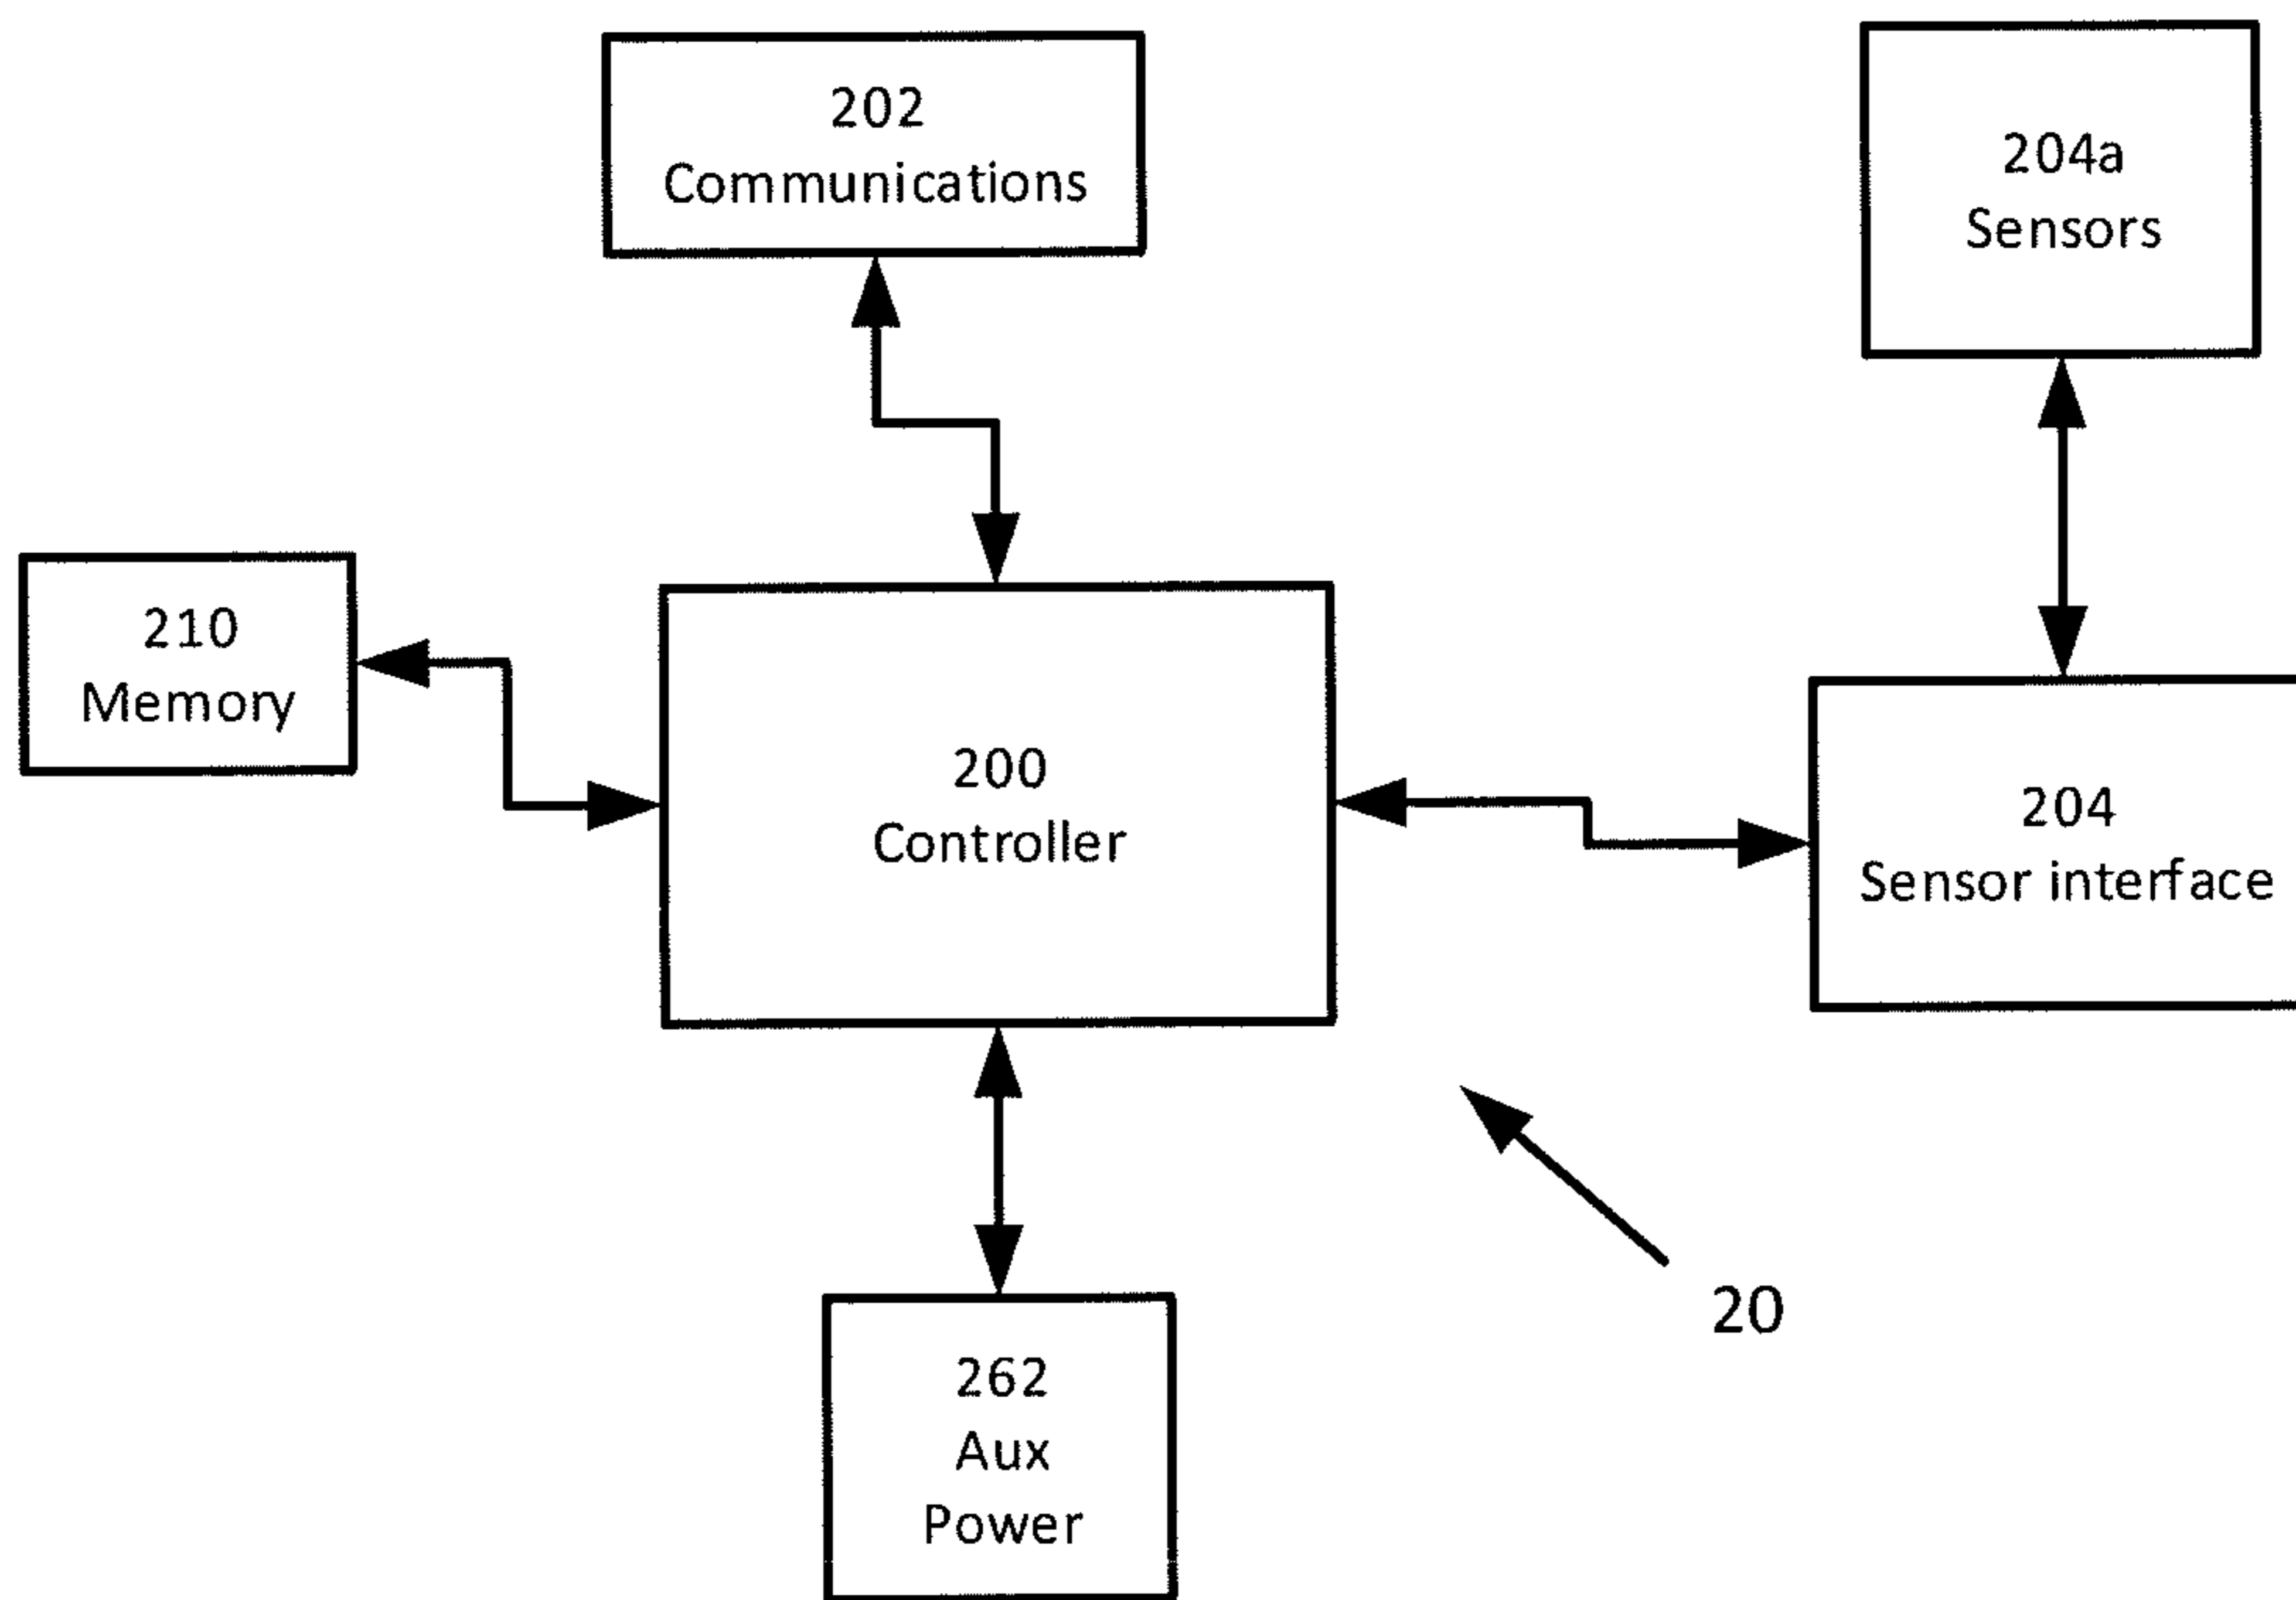 202
Communications
204a
Sensors
210
Memory
200
Controller
204
Sensor interface
20
262
Aux
Power